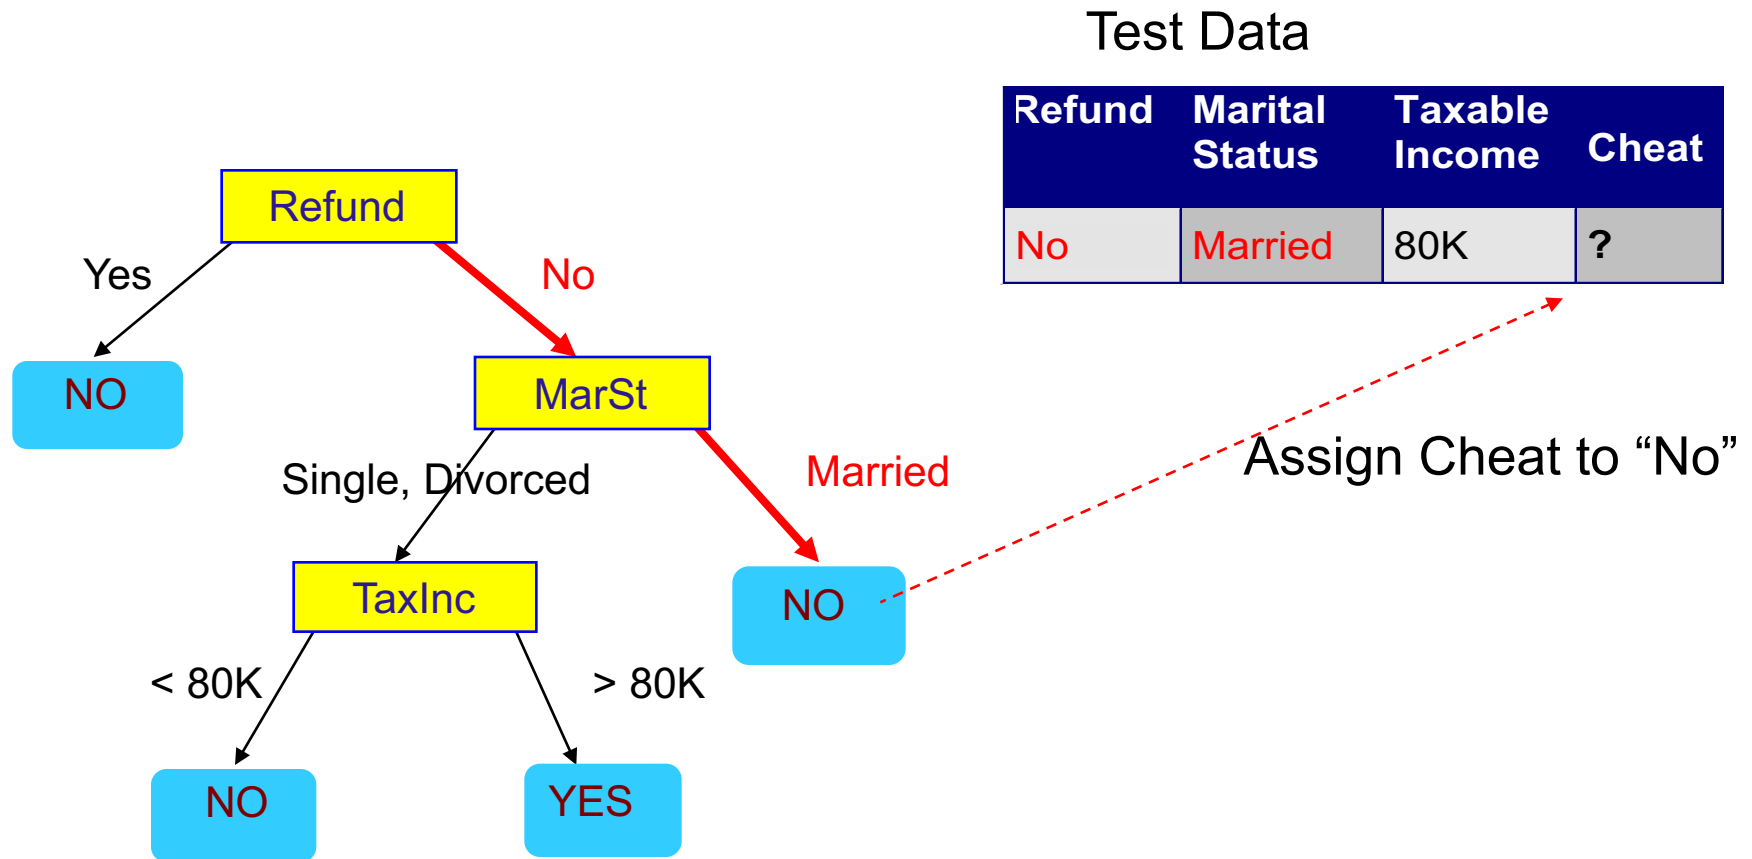 Test Data
Refund Marital Status Taxable Income Cheat
No Married 80K ?
Refund
Yes
No
NO
MarSt
Single, Divorced
Married
Assign Cheat to “No”
TaxInc
NO
< 80K
> 80K
NO
YES